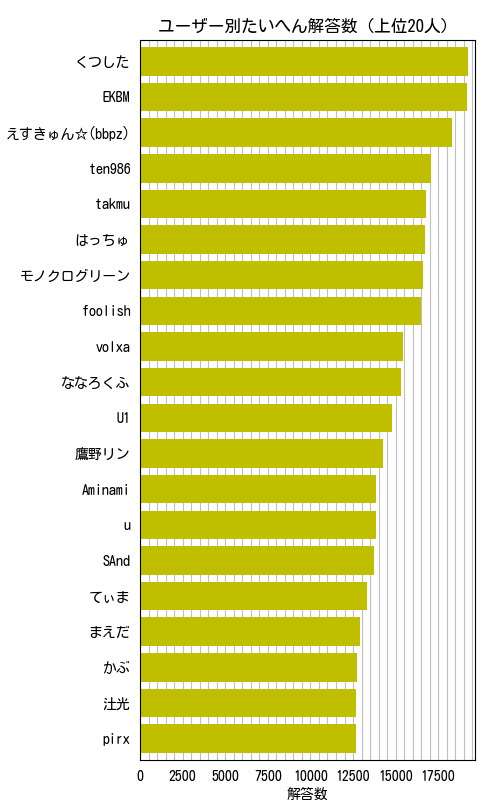 ユーザー別たいへん解答数 (上位20人)
くつした
EKBM
えすきゅん☆(bbpz)
ten986
takmu
はっちゅ
モノクログリーン
foolish
volxa
ななろくふ
U1
鷹野リン
Aminami
u
SAnd
てぃま
まえだ
かぶ
汢光
pirx
0 2500 5000 7500 10000 12500 15000 17500
解答数